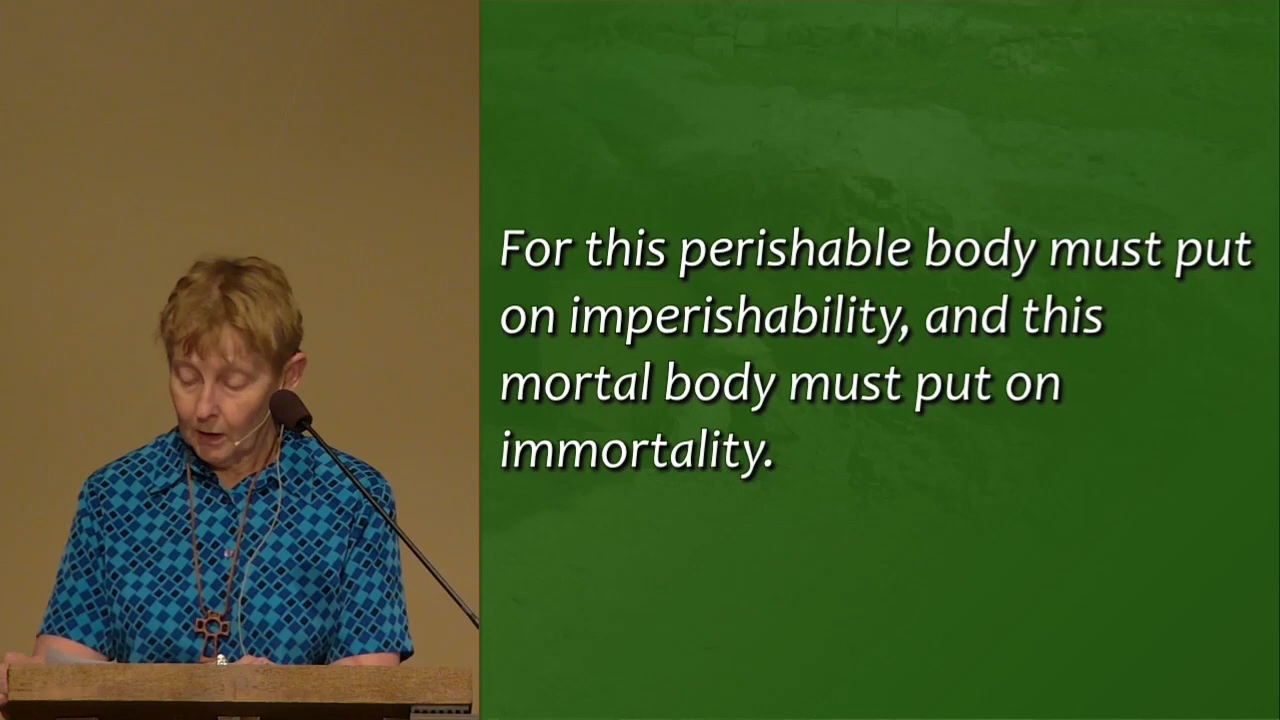 For this perishable body must put
on imperishability, and this
mortal body must put on
immortality.